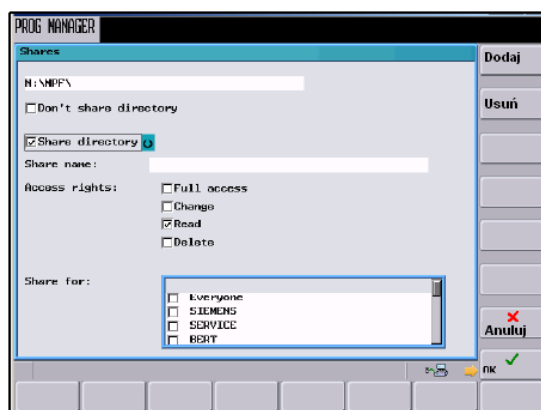 PROG MANAGER
Shares
N:\MPF\
Don't share directory
Share directory
Share name:
Access rights:
Full access
Change
Read
Delete
Share for:
Everyone
SIEMENS
SERVICE
BERT
Dodaj
Usuń
Anuluj
OK